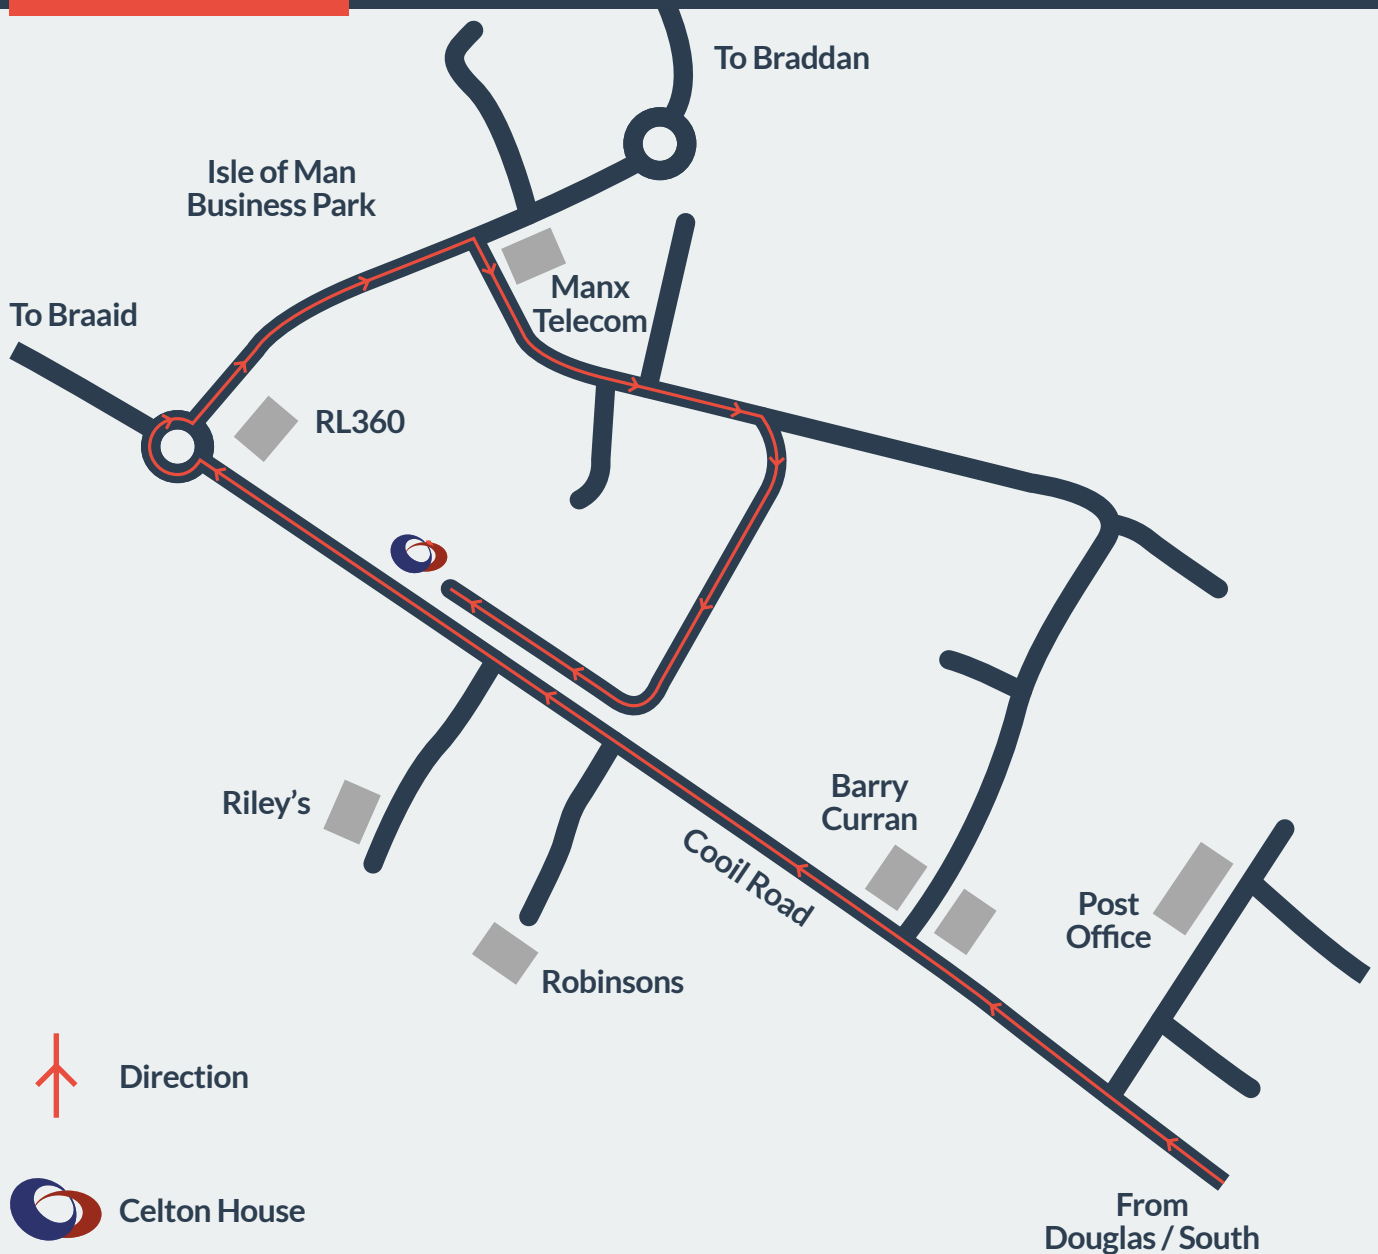 To Braddan
Isle of Man
Business Park
Manx
Telecom
To Braaid
RL360
Riley’s
Barry
Curran
Cooil Road
Post
Office
Robinsons
Direction
Celton House
From
Douglas / South